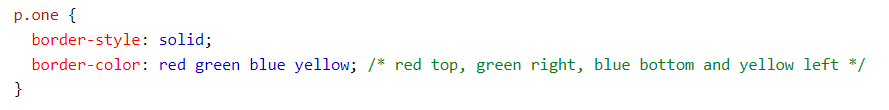 p.one {
  border-style: solid;
  border-color: red green blue yellow; /* red top, green right, blue bottom and yellow left */
}